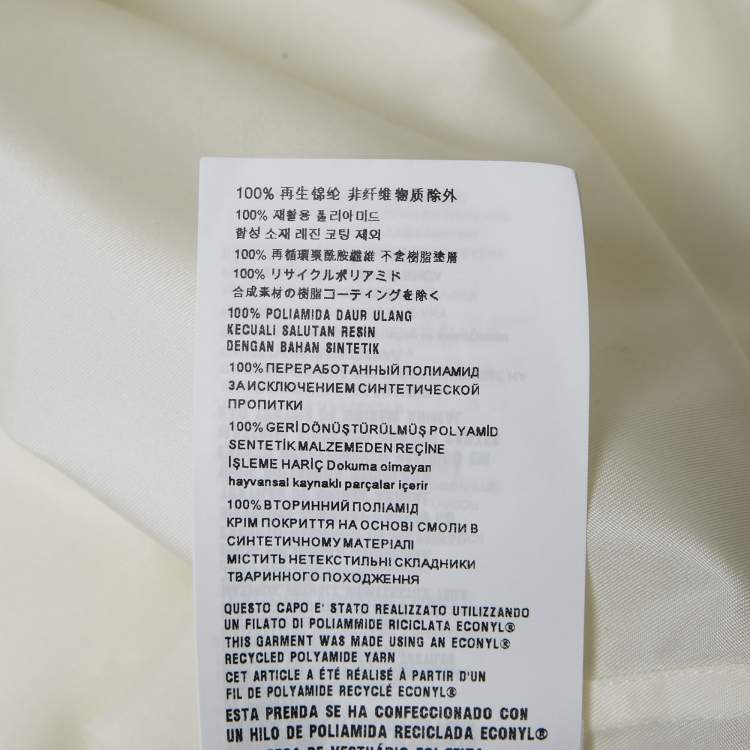 100% 再生锦纶 非纤维物质除外
100% 재활용 폴리아미드
합성 소재 레진 코팅 제외
100% 再循環聚酰胺纖維 不含樹脂塗層
100% リサイクルポリアミド
合成素材の樹脂コーティングを除く
100% POLIAMIDA DAUR ULANG
KECUALI SALUTAN RESIN
DENGAN BAHAN SINTETIK
100% ПЕРЕРАБОТАННЫЙ ПОЛИАМИД
ЗА ИСКЛЮЧЕНИЕМ СИНТЕТИЧЕСКОЙ
ПРОПИТКИ
100% GERİ DÖNÜŞTÜRÜLMÜŞ POLYAMİD
SENTETİK MALZEMEDEN REÇİNE
İŞLEME HARİÇ Dokuma olmayan
hayvansal kaynaklı parçalar içerir
100% ВТОРИННИЙ ПОЛІАМІД
КРІМ ПОКРИТТЯ НА ОСНОВІ СМОЛИ В
СИНТЕТИЧНОМУ МАТЕРІАЛІ
МІСТИТЬ НЕТЕКСТИЛЬНІ СКЛАДНИКИ
ТВАРИННОГО ПОХОДЖЕННЯ
QUESTO CAPO E' STATO REALIZZATO UTILIZZANDO
UN FILATO DI POLIAMMIDE RICICLATA ECONYL®
THIS GARMENT WAS MADE USING AN ECONYL®
RECYCLED POLYAMIDE YARN
CET ARTICLE A ÉTÉ RÉALISÉ À PARTIR D'UN
FIL DE POLYAMIDE RECYCLÉ ECONYL®
ESTA PRENDA SE HA CONFECCIONADO CON
UN HILO DE POLIAMIDA RECICLADA ECONYL®